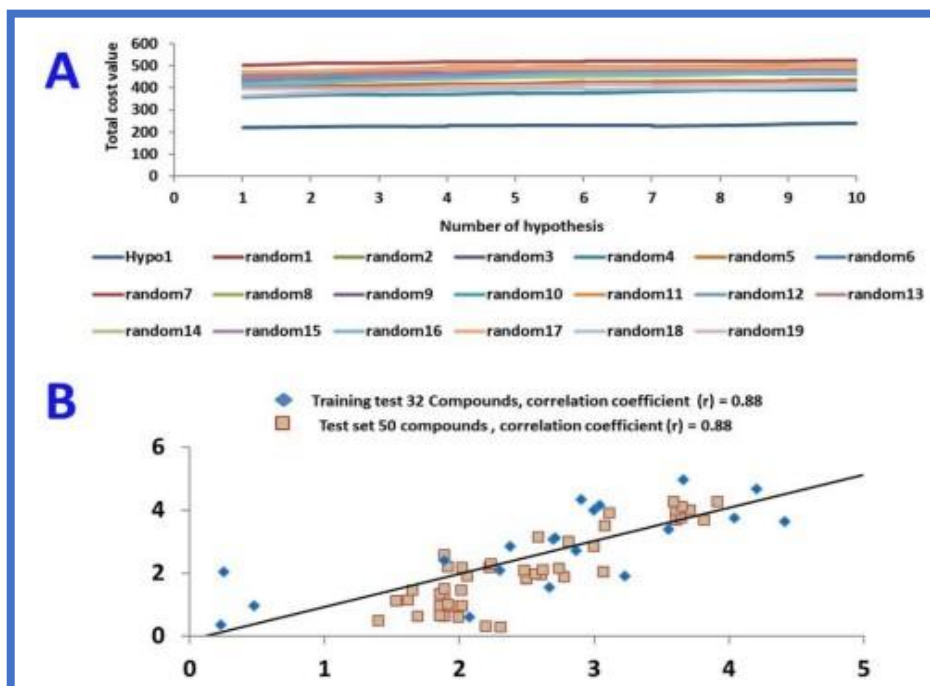 A
Total cost value
600
500
400
300
200
100
0
0 1 2 3 4 5 6 7 8 9 10
Number of hypothesis
Hypo1 random1 random2 random3 random4 random5 random6
random7 random8 random9 random10 random11 random12 random13
random14 random15 random16 random17 random18 random19
B
Training test 32 Compounds, correlation coefficient (r) = 0.88
Test set 50 compounds , correlation coefficient (r) = 0.88
6
4
2
0
0 1 2 3 4 5